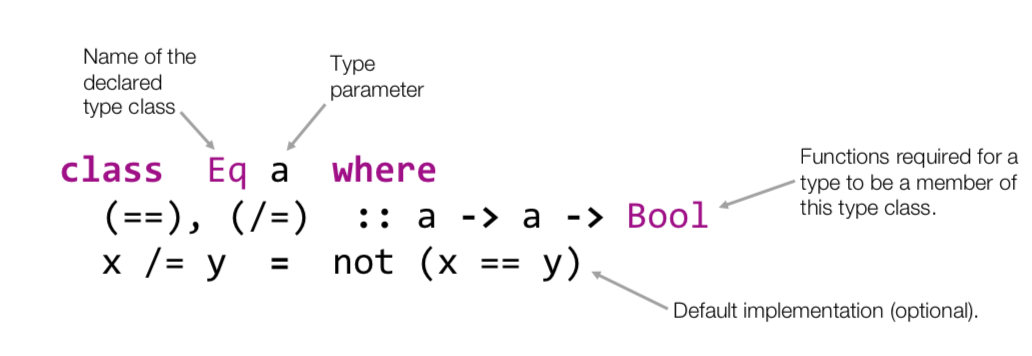 Name of the
declared
type class
Type
parameter
class Eq a where
(==), (/=) :: a -> a -> Bool
x /= y = not (x == y)
Functions required for a
type to be a member of
this type class.
Default implementation (optional).